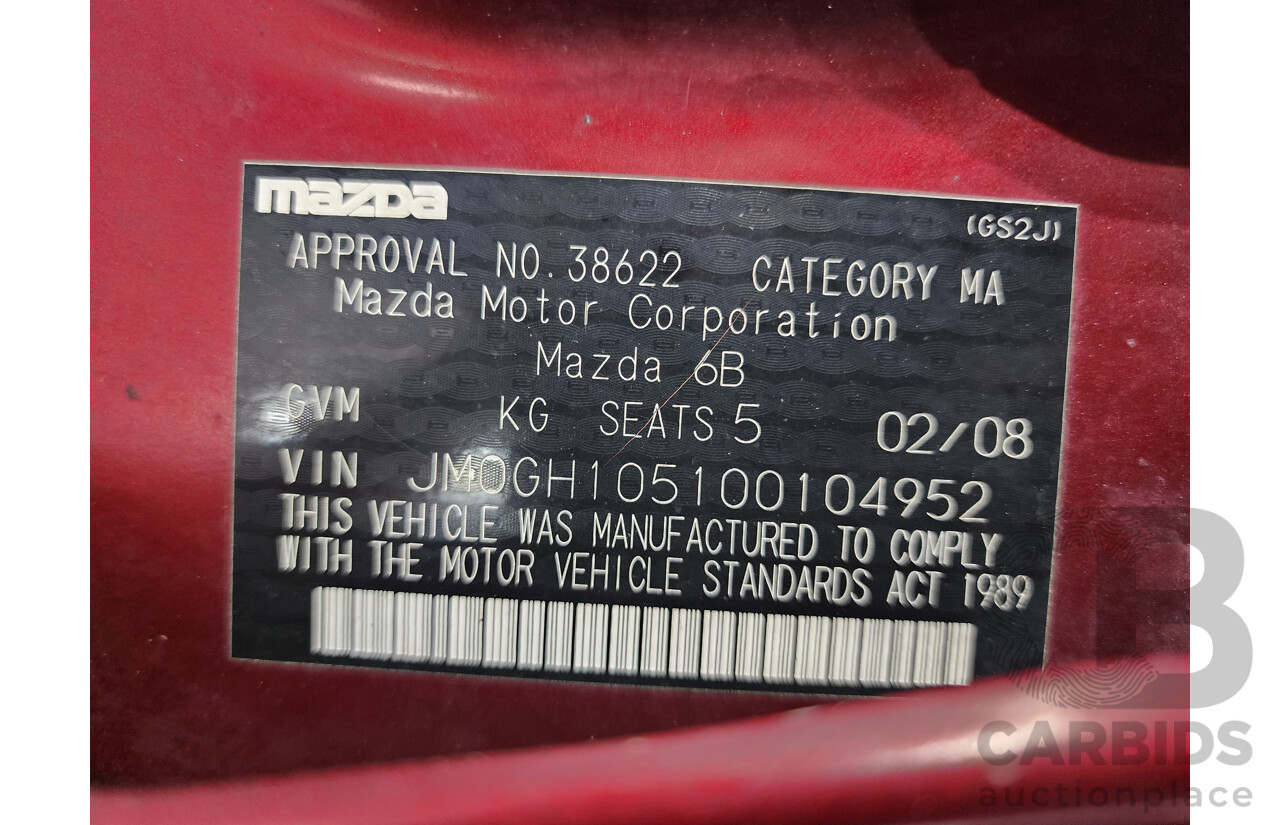 mazda
(GS2J)
APPROVAL NO. 38622 CATEGORY MA
Mazda Motor Corporation
Mazda 6B
GVM KG SEATS 5 02/08
VIN JM0GH105100104952
THIS VEHICLE WAS MANUFACTURED TO COMPLY
WITH THE MOTOR VEHICLE STANDARDS ACT 1989
B
CARBIDS
auctionplace